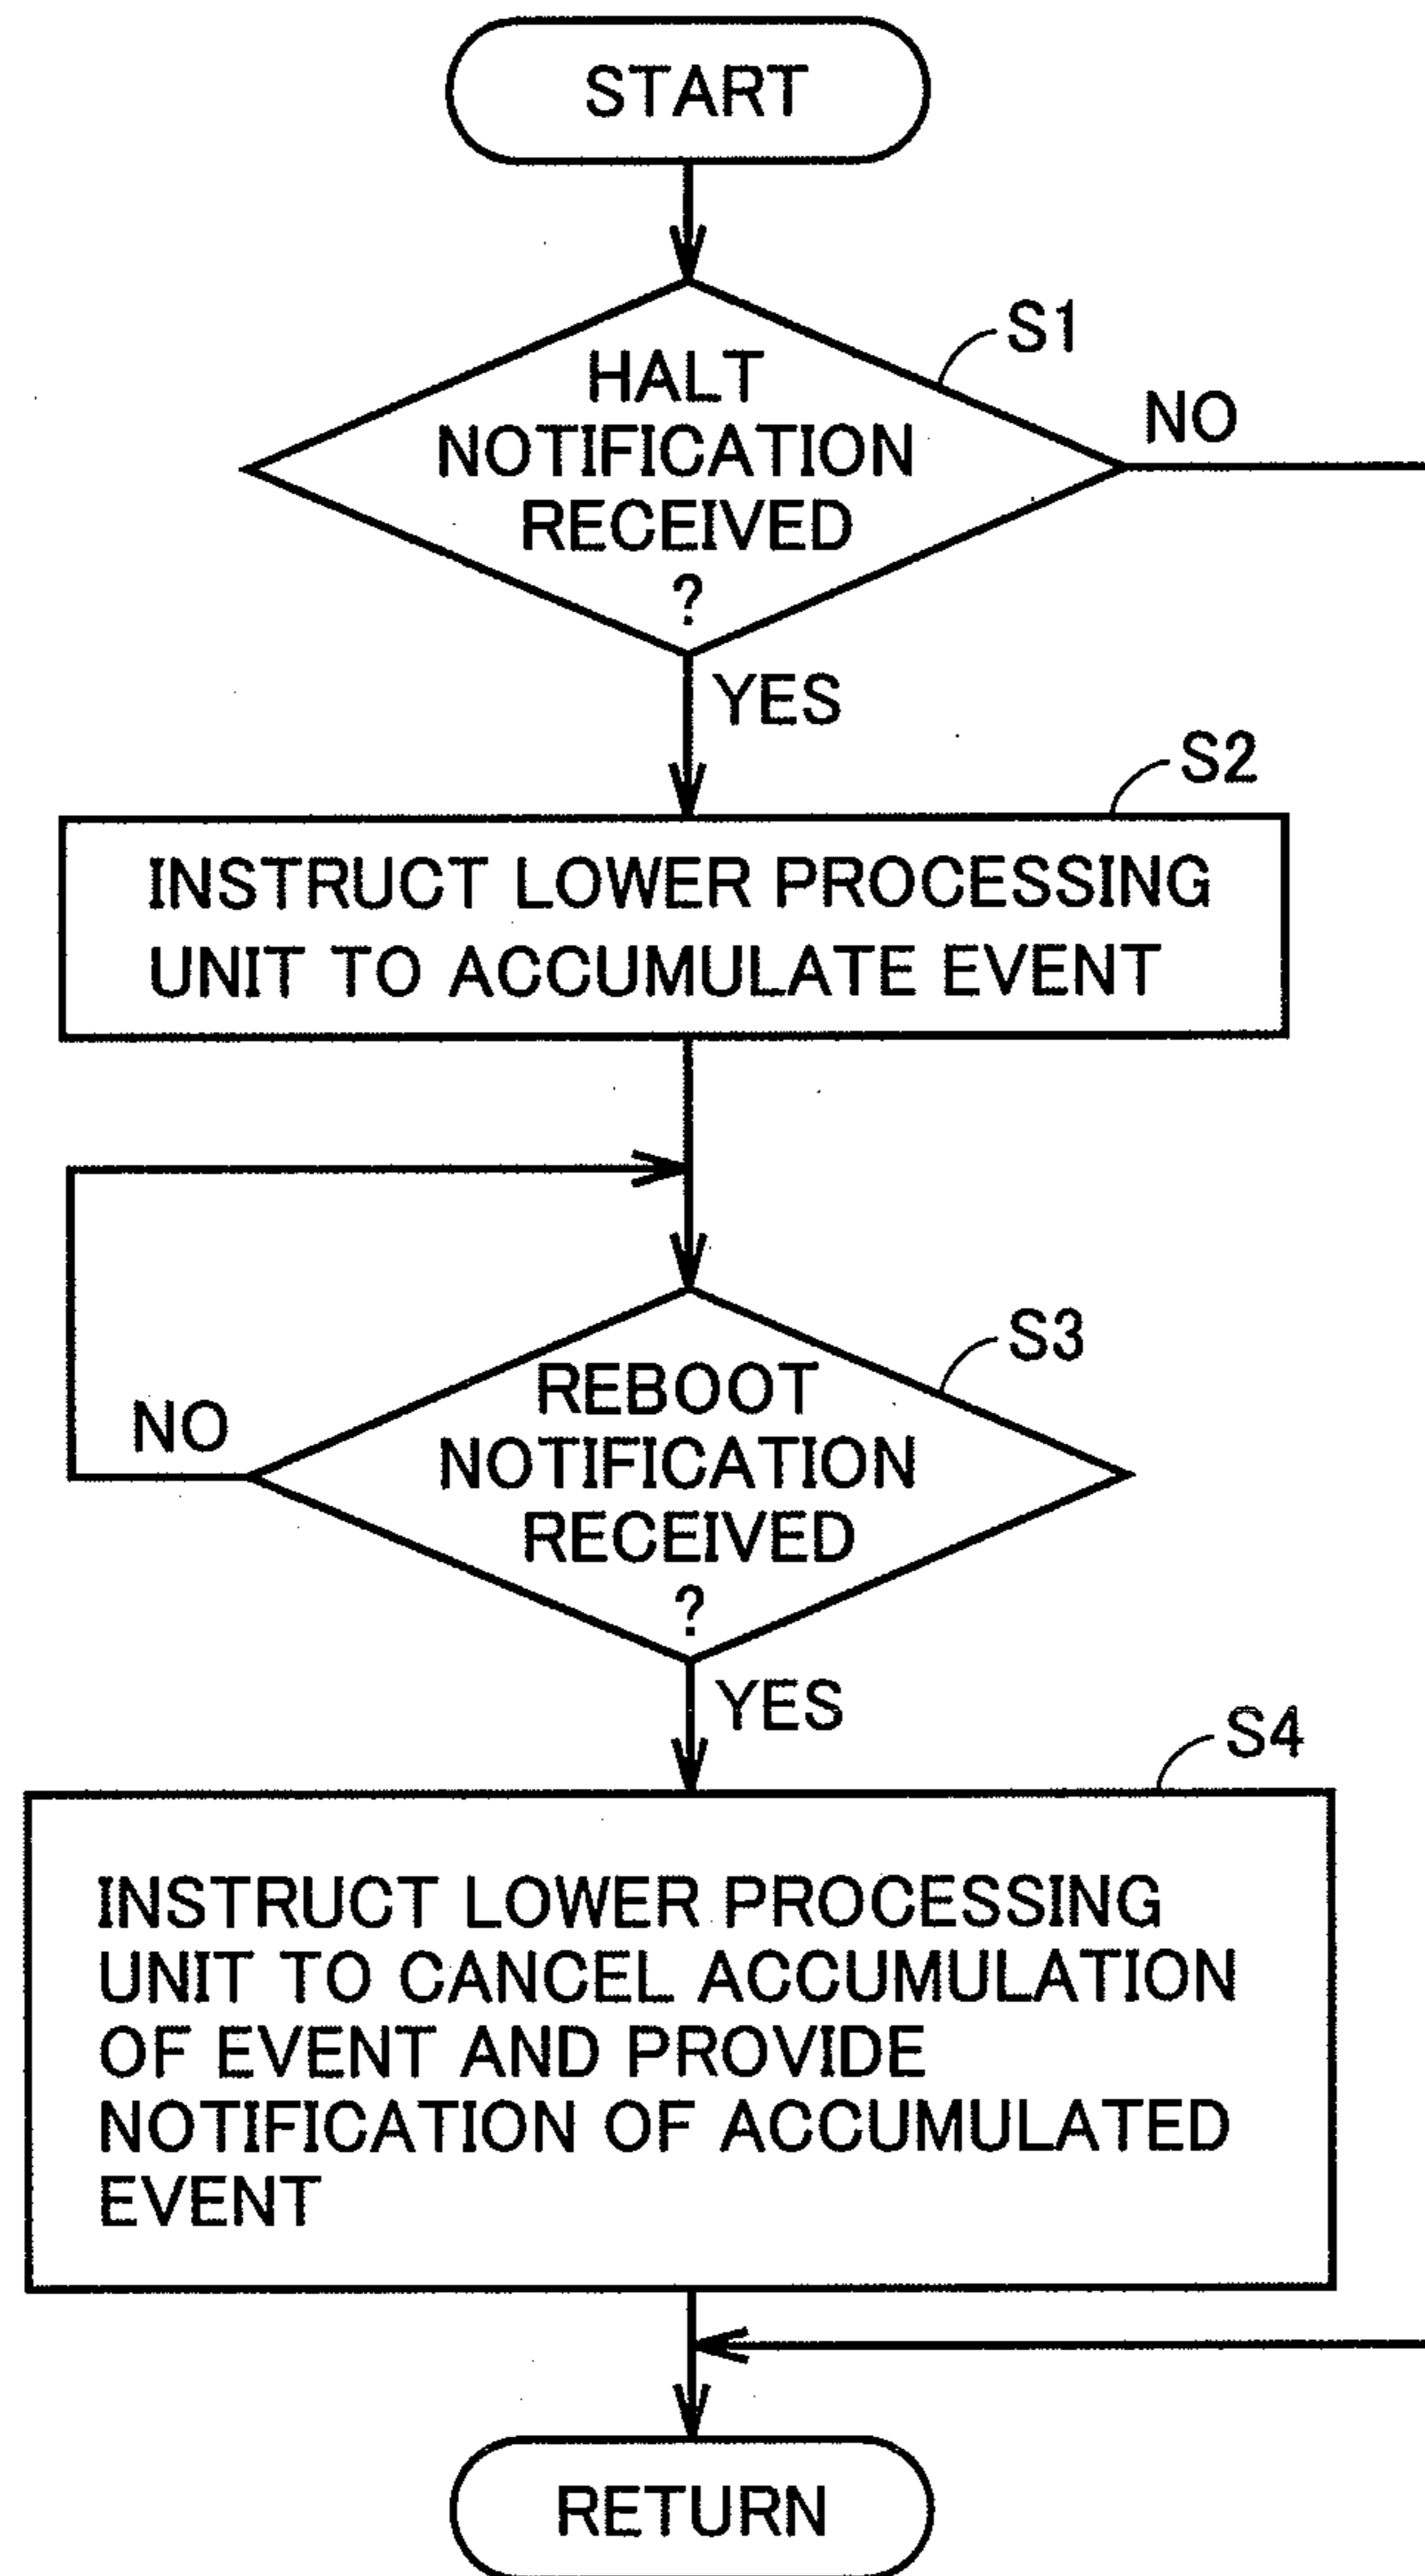 START
S1
HALT
NOTIFICATION
RECEIVED
?
NO
YES
S2
INSTRUCT LOWER PROCESSING
UNIT TO ACCUMULATE EVENT
S3
REBOOT
NOTIFICATION
RECEIVED
?
NO
YES
S4
INSTRUCT LOWER PROCESSING
UNIT TO CANCEL ACCUMULATION
OF EVENT AND PROVIDE
NOTIFICATION OF ACCUMULATED
EVENT
RETURN